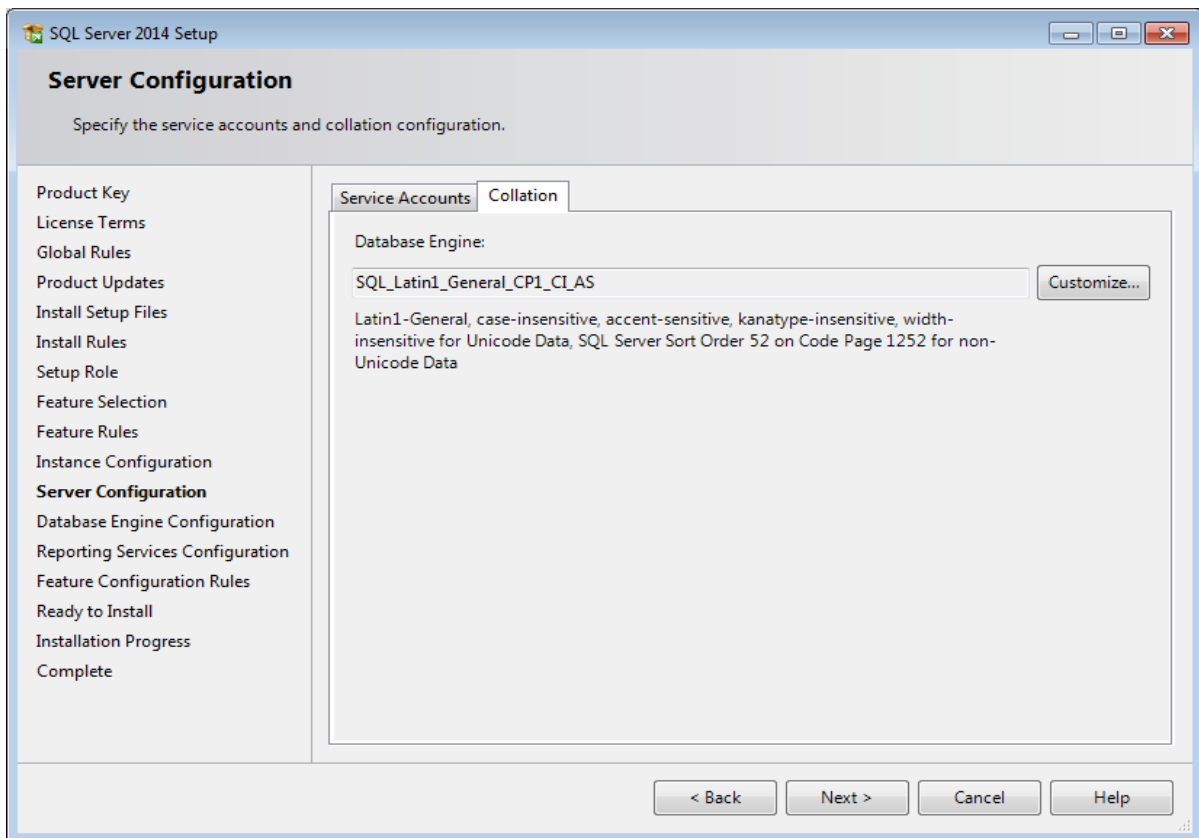 SQL Server 2014 Setup
Server Configuration
Specify the service accounts and collation configuration.
Product Key
License Terms
Global Rules
Product Updates
Install Setup Files
Install Rules
Setup Role
Feature Selection
Feature Rules
Instance Configuration
Server Configuration
Database Engine Configuration
Reporting Services Configuration
Feature Configuration Rules
Ready to Install
Installation Progress
Complete
Service Accounts Collation
Database Engine:
SQL_Latin1_General_CP1_CI_AS Customize...
Latin1-General, case-insensitive, accent-sensitive, kanatype-insensitive, width-
insensitive for Unicode Data, SQL Server Sort Order 52 on Code Page 1252 for non-
Unicode Data
< Back Next > Cancel Help